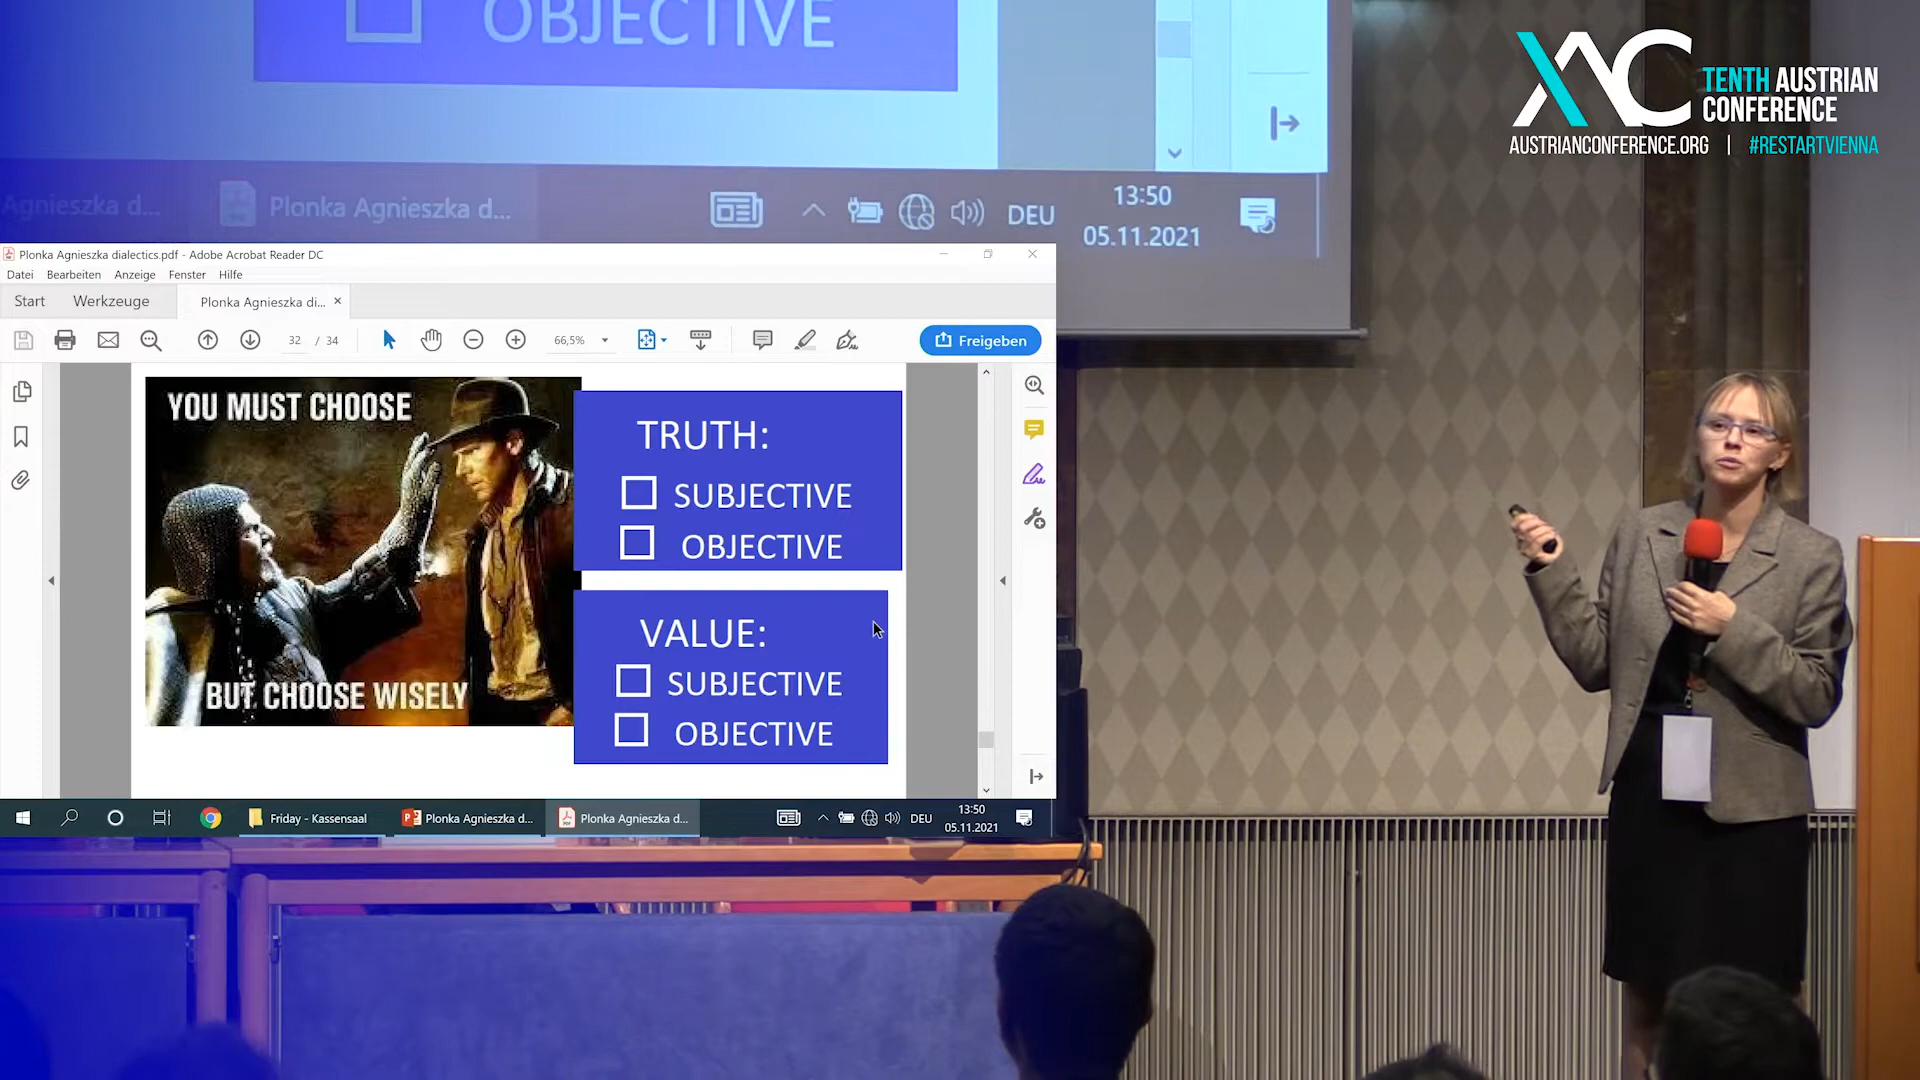 OBJECTIVE
Agnieszka d...
Plonka Agnieszka d...
DEU
13:50
05.11.2021
TENTH AUSTRIAN
CONFERENCE
AUSTRIANCONFERENCE.ORG | #RESTARTVIENNA
Plonka Agnieszka dialectics.pdf - Adobe Acrobat Reader DC
Datei Bearbeiten Anzeige Fenster Hilfe
Start Werkzeuge Plonka Agnieszka di... ×
32 / 34 66,5% Freigeben
YOU MUST CHOOSE
BUT CHOOSE WISELY
TRUTH:
SUBJECTIVE
OBJECTIVE
VALUE:
SUBJECTIVE
OBJECTIVE
Friday - Kassensaal Plonka Agnieszka d... Plonka Agnieszka d... DEU
13:50
05.11.2021